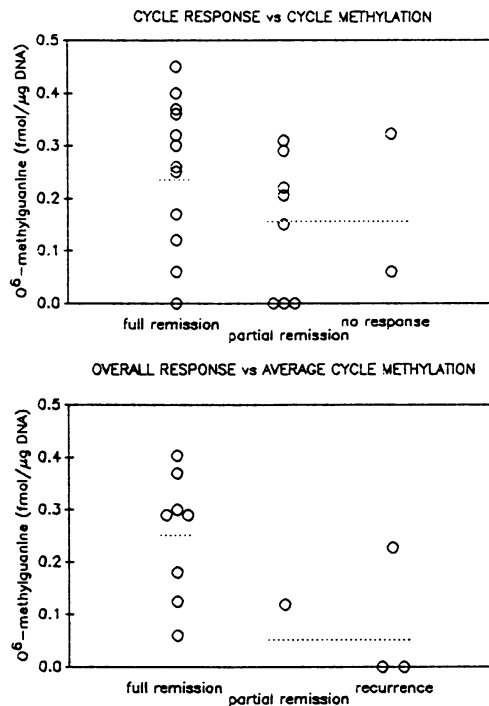 CYCLE RESPONSE vs CYCLE METHYLATION
O⁶-methylguanine (fmol/μg DNA)
0.5
0.4
0.3
0.2
0.1
0.0
full remission
partial remission
no response
OVERALL RESPONSE vs AVERAGE CYCLE METHYLATION
O⁶-methylguanine (fmol/μg DNA)
0.5
0.4
0.3
0.2
0.1
0.0
full remission
partial remission
recurrence